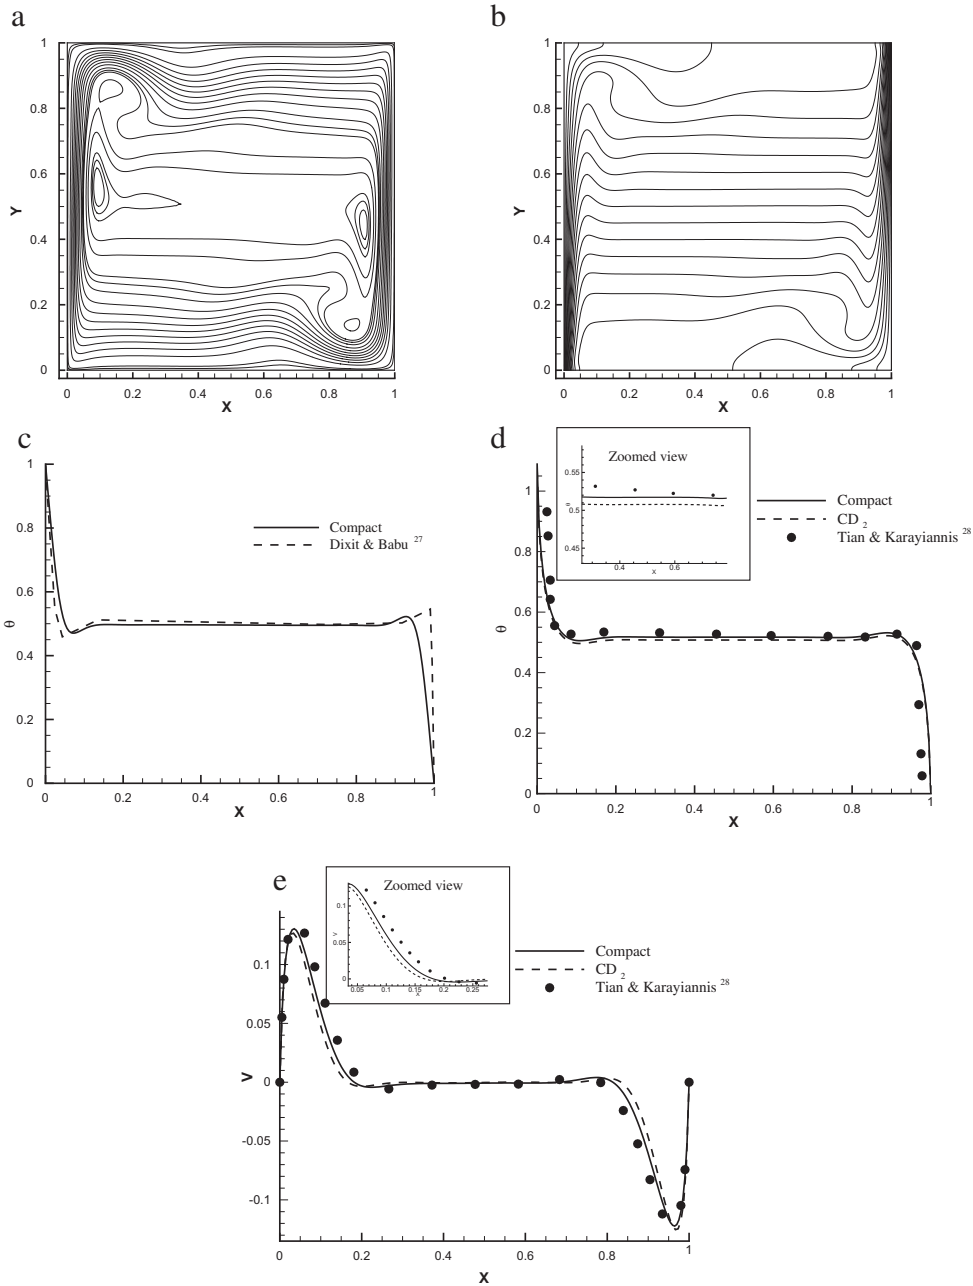 a
1
0.8
0.6
0.4
0.2
0
Y
0 0.2 0.4 0.6 0.8 1
X
b
1
0.8
0.6
0.4
0.2
0
Y
0 0.2 0.4 0.6 0.8 1
X
c
1
0.8
0.6
0.4
0.2
0
θ
Compact
Dixit & Babu 27
0 0.2 0.4 0.6 0.8 1
X
d
1
0.8
0.6
0.4
0.2
0
θ
Zoomed view
0.55
0.5
0.45
θ
0.4 0.6
X
Compact
CD 2
Tian & Karayiannis 28
0 0.2 0.4 0.6 0.8 1
X
e
0.1
0.05
0
-0.05
-0.1
V
Zoomed view
0.1
0.05
0
V
0.05 0.1 0.15 0.2 0.25
X
Compact
CD 2
Tian & Karayiannis 28
0 0.2 0.4 0.6 0.8 1
X